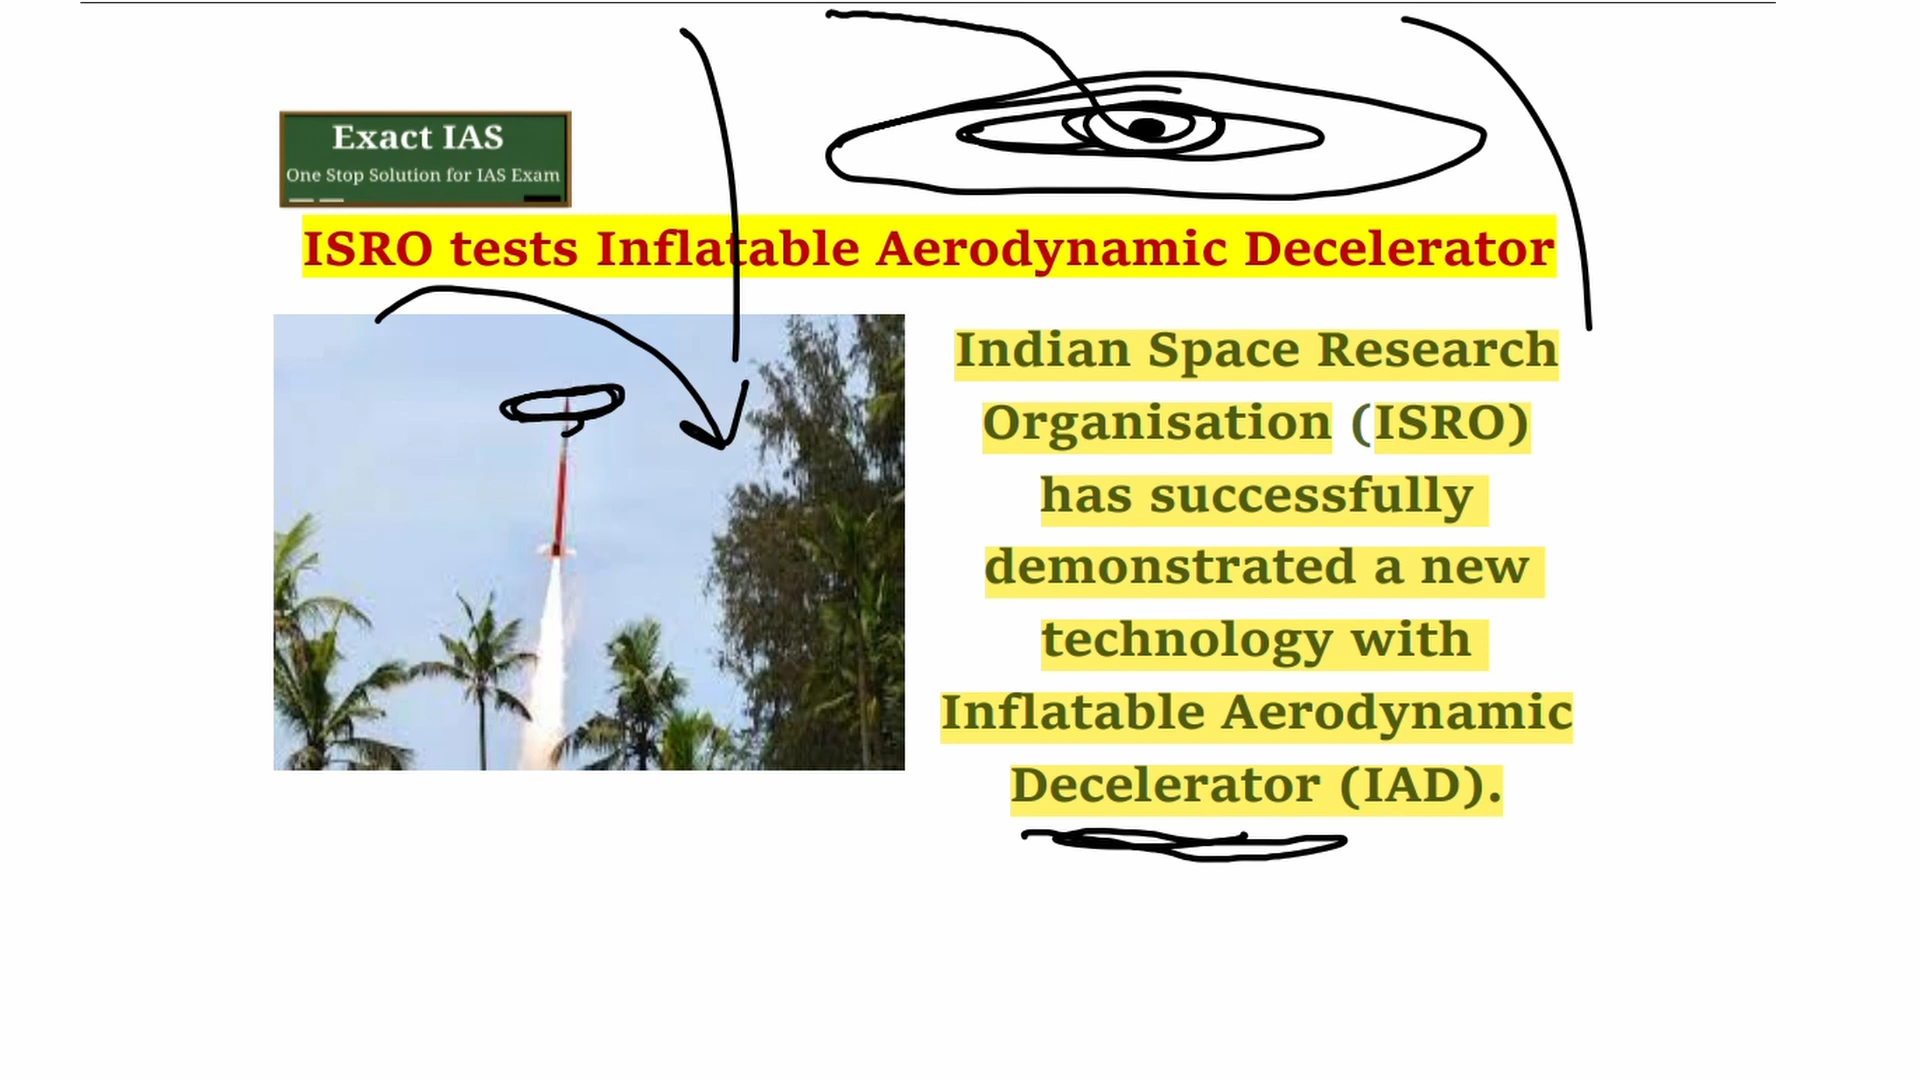 Exact IAS
One Stop Solution for IAS Exam
ISRO tests Inflatable Aerodynamic Decelerator
Indian Space Research
Organisation (ISRO)
has successfully
demonstrated a new
technology with
Inflatable Aerodynamic
Decelerator (IAD).